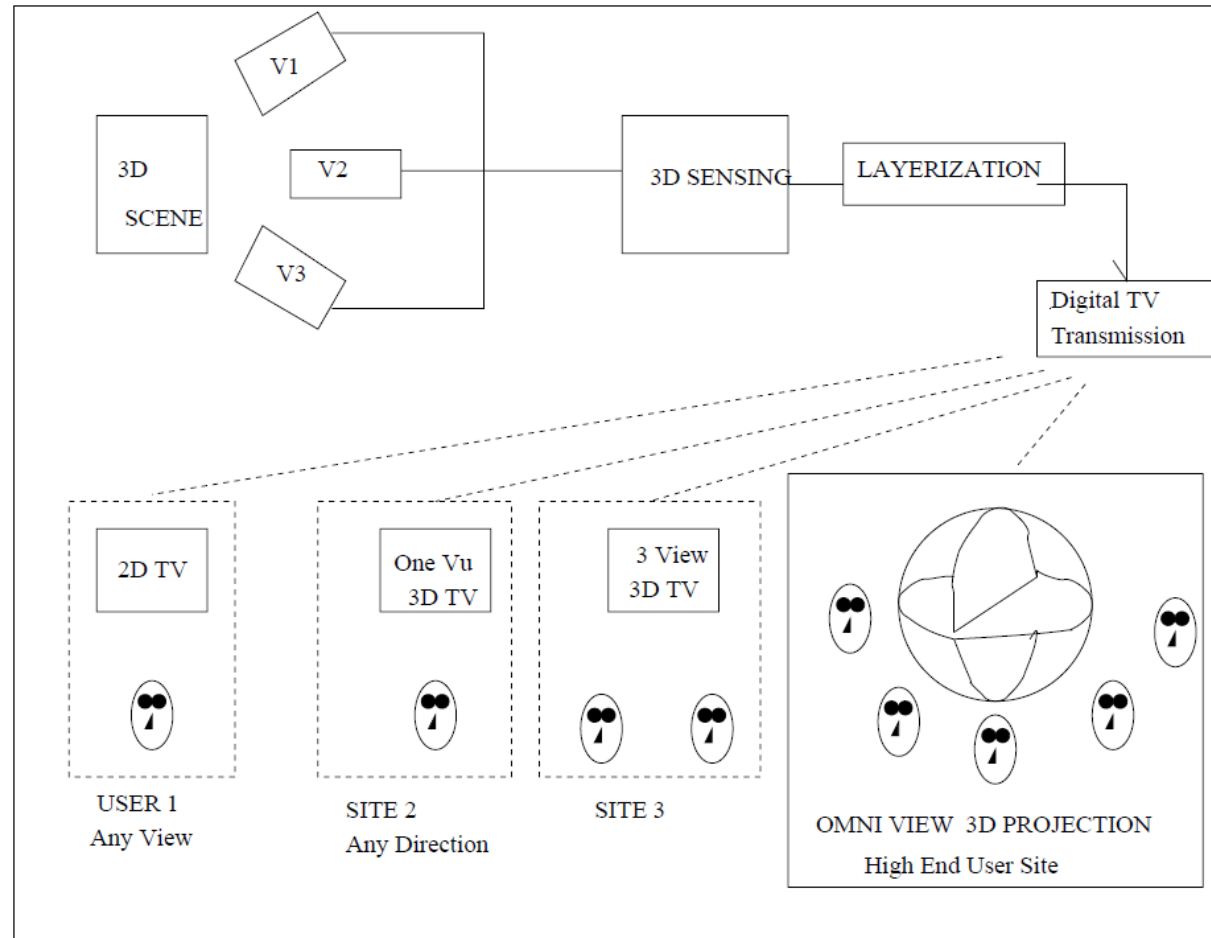 V1
3D
SCENE
V2
V3
3D SENSING
LAYERIZATION
Digital TV
Transmission
2D TV
One Vu
3D TV
3 View
3D TV
USER 1
Any View
SITE 2
Any Direction
SITE 3
OMNI VIEW 3D PROJECTION
High End User Site